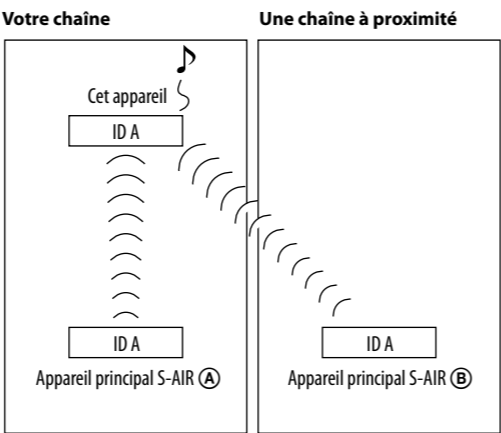 Votre chaîne
Une chaîne à proximité
Cet appareil
ID A
ID A
ID A
Appareil principal S-AIR Ⓐ
Appareil principal S-AIR Ⓑ